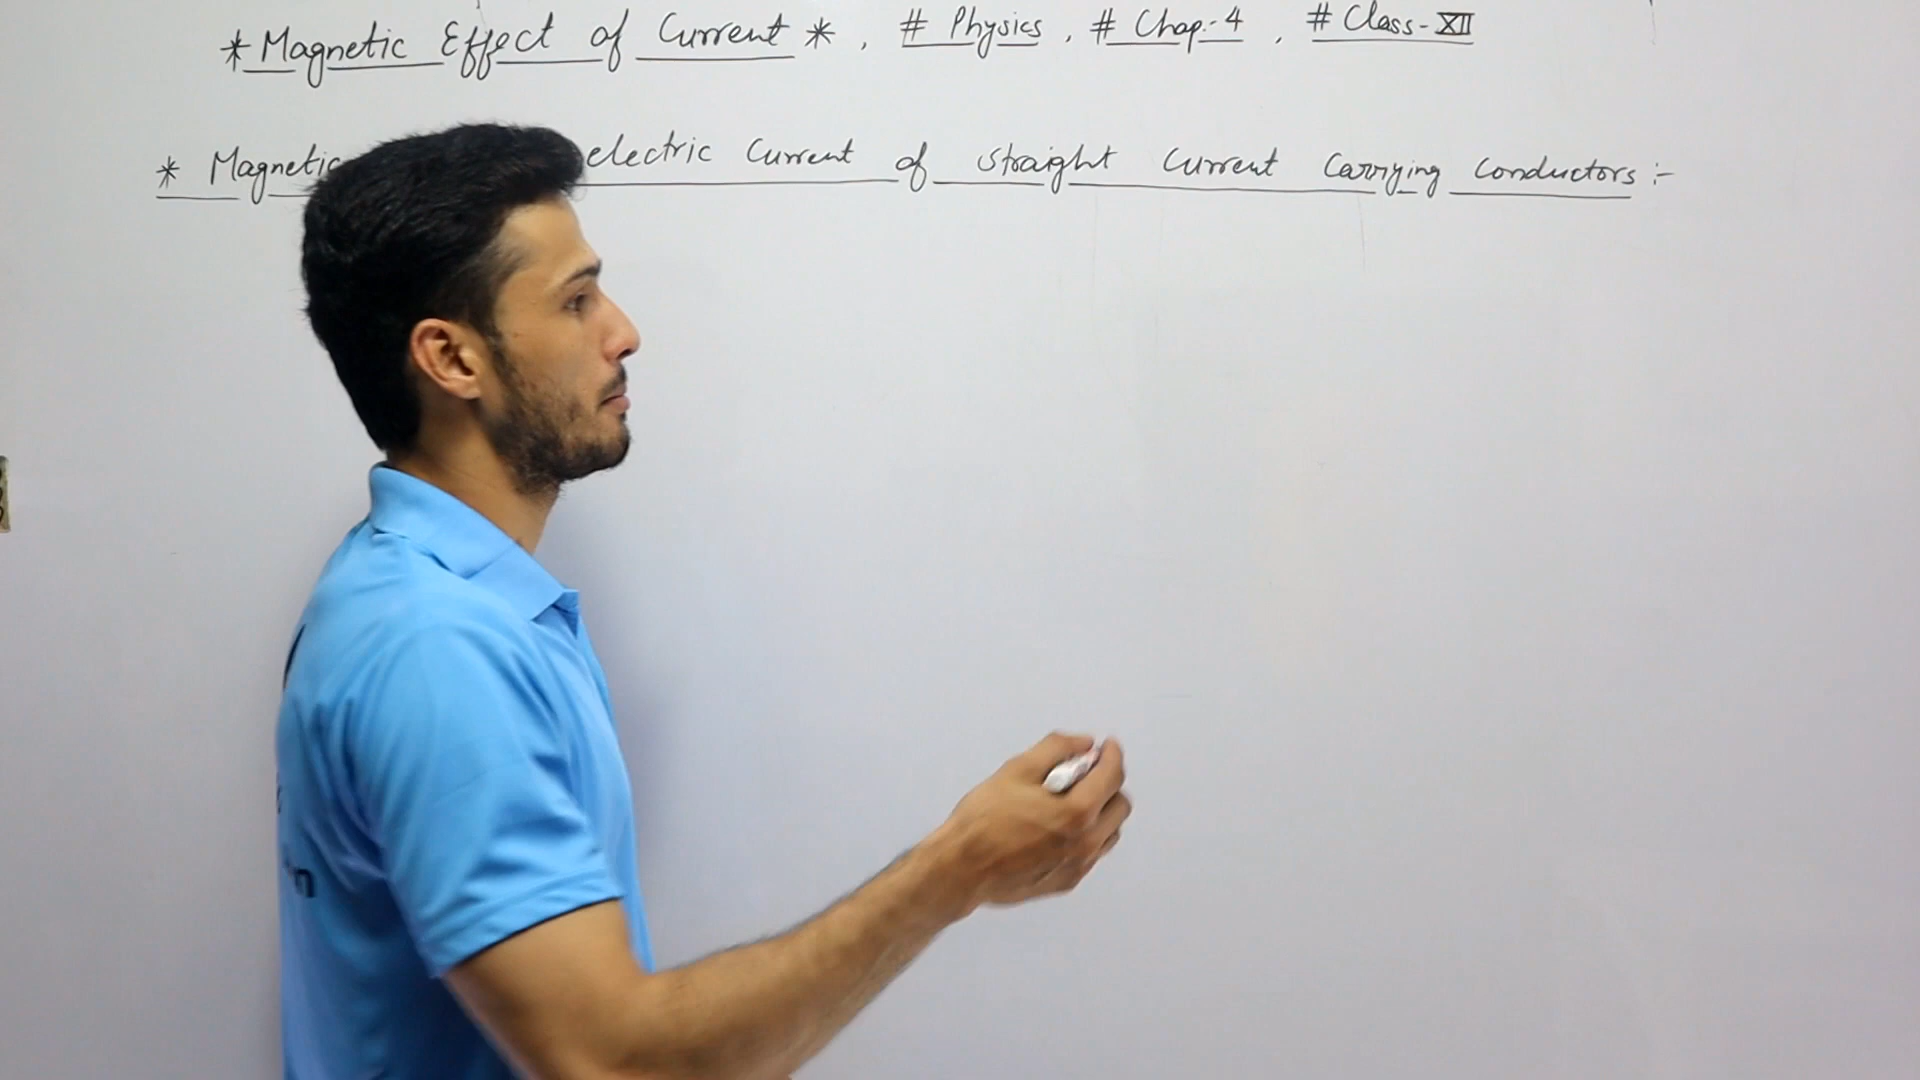 * Magnetic Effect of Current *, # Physics, # Chap:-4, # Class-XII
* Magnetic electric Current of straight Current Carrying Conductors :-